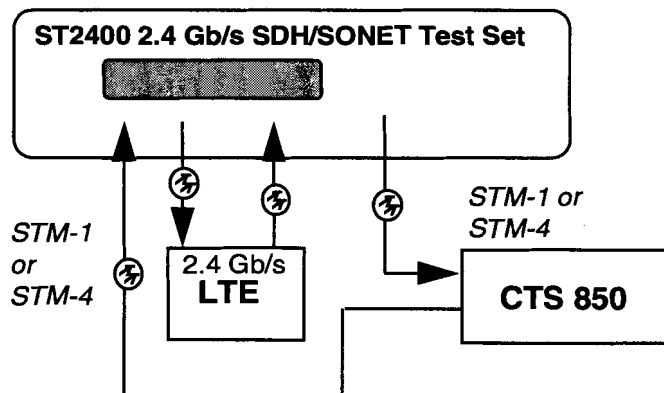 ST2400 2.4 Gb/s SDH/SONET Test Set
STM-1
or
STM-4
2.4 Gb/s
LTE
STM-1 or
STM-4
CTS 850